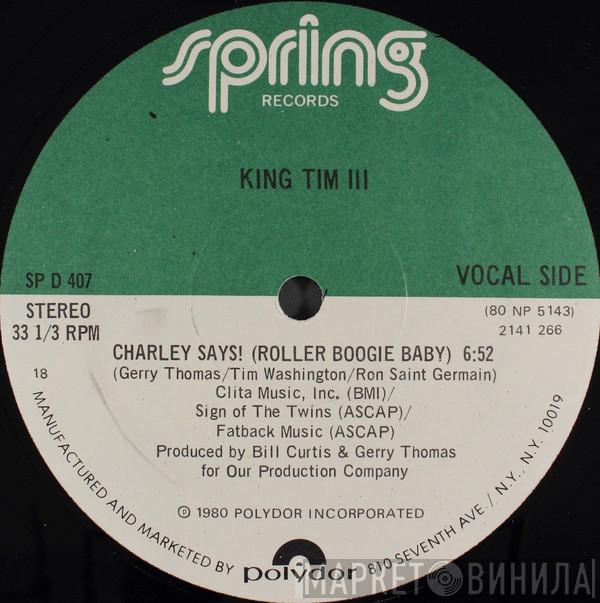 spring
RECORDS
KING TIM III
SP D 407
VOCAL SIDE
STEREO
33 1/3 RPM
(80 NP 5143)
2141 266
CHARLEY SAYS! (ROLLER BOOGIE BABY) 6:52
18
(Gerry Thomas/Tim Washington/Ron Saint Germain)
Clita Music, Inc. (BMI)/
Sign of The Twins (ASCAP)/
Fatback Music (ASCAP)
Produced by Bill Curtis & Gerry Thomas
for Our Production Company
Ⓟ 1980 POLYDOR INCORPORATED
MANUFACTURED AND MARKETED BY polydor 810 SEVENTH AVE / N.Y., N.Y. 10019
МАРКЕТ ВИНИЛА